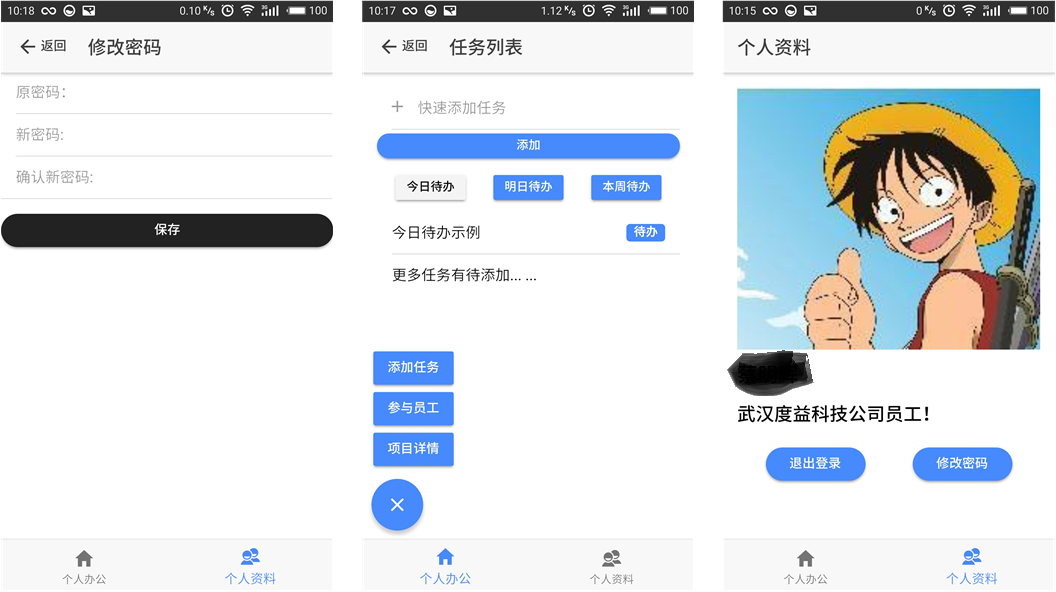 10:18 0.10 K/s 3G 100
返回 修改密码
原密码:
新密码:
确认新密码:
保存
个人办公 个人资料
10:17 1.12 K/s 3G 100
返回 任务列表
+ 快速添加任务
添加
今日待办 明日待办 本周待办
今日待办示例 待办
更多任务有待添加... ...
添加任务
参与员工
项目详情
个人办公 个人资料
10:15 0 K/s 3G 100
个人资料
武汉度益科技公司员工!
退出登录 修改密码
个人办公 个人资料